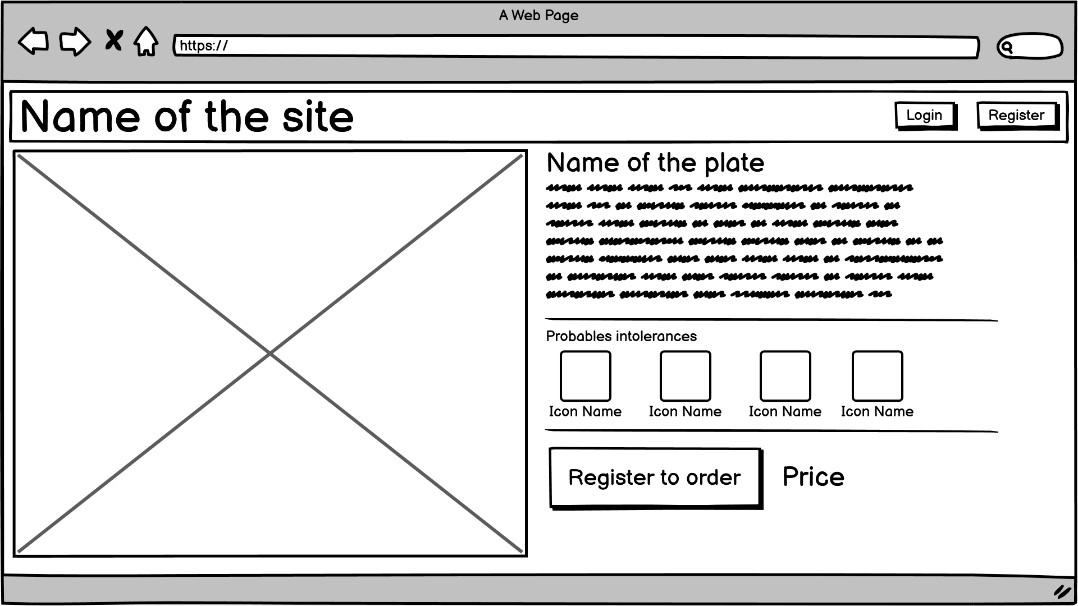 A Web Page
https://
Name of the site
Login
Register
Name of the plate
Probables intolerances
Icon Name
Icon Name
Icon Name
Icon Name
Register to order
Price